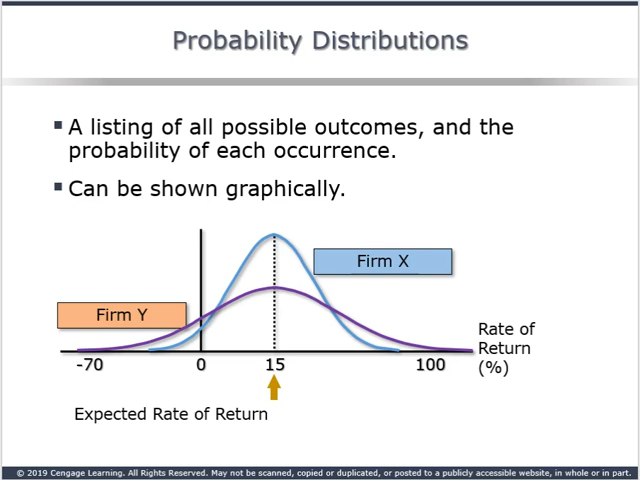 Probability Distributions
▪ A listing of all possible outcomes, and the
probability of each occurrence.
▪ Can be shown graphically.
Firm X
Firm Y
Rate of
Return
(%)
-70 0 15 100
Expected Rate of Return
© 2019 Cengage Learning. All Rights Reserved. May not be scanned, copied or duplicated, or posted to a publicly accessible website, in whole or in part.